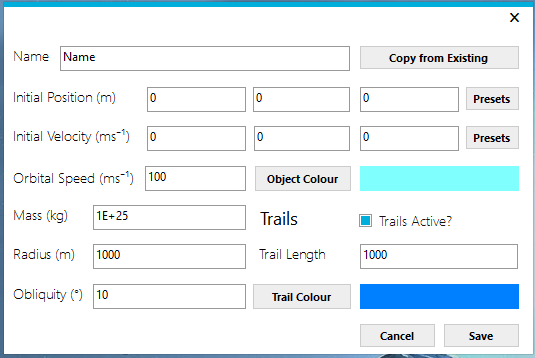 Name Name Copy from Existing
Initial Position (m) 0 0 0 Presets
Initial Velocity (ms⁻¹) 0 0 0 Presets
Orbital Speed (ms⁻¹) 100 Object Colour
Mass (kg) 1E+25 Trails Trails Active?
Radius (m) 1000 Trail Length 1000
Obliquity (°) 10 Trail Colour
Cancel Save